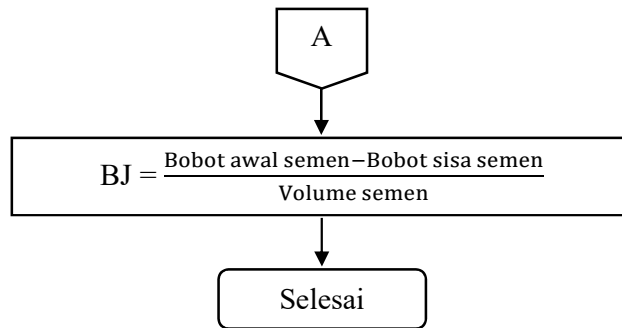 A
BJ = Bobot awal semen−Bobot sisa semen
Volume semen
Selesai